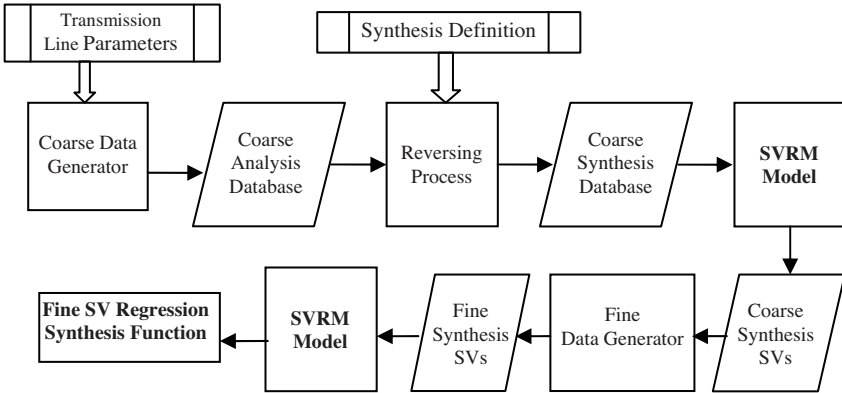 Transmission
Line Parameters
Synthesis Definition
Coarse Data
Generator
Coarse
Analysis
Database
Reversing
Process
Coarse
Synthesis
Database
SVRM
Model
Fine SV Regression
Synthesis Function
SVRM
Model
Fine
Synthesis
SVs
Fine
Data Generator
Coarse
Synthesis
SVs